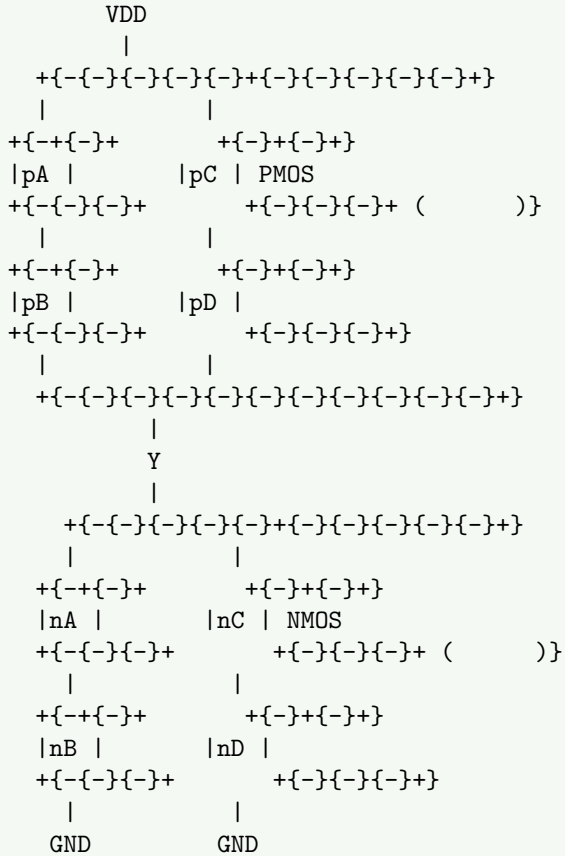 VDD
|
+{-{-}{-}{-}{-}+{-}{-}{-}{-}{-}+}
| |
+{-+{-}+ +{-}+{-}+}
|pA | |pC | PMOS
+{-{-}{-}+ +{-}{-}{-}+ ( )}
| |
+{-+{-}+ +{-}+{-}+}
|pB | |pD |
+{-{-}{-}+ +{-}{-}{-}+}
| |
+{-{-}{-}{-}{-}{-}{-}{-}{-}{-}{-}+}
|
Y
|
+{-{-}{-}{-}{-}+{-}{-}{-}{-}{-}+}
| |
+{-+{-}+ +{-}+{-}+}
|nA | |nC | NMOS
+{-{-}{-}+ +{-}{-}{-}+ ( )}
| |
+{-+{-}+ +{-}+{-}+}
|nB | |nD |
+{-{-}{-}+ +{-}{-}{-}+}
| |
GND GND